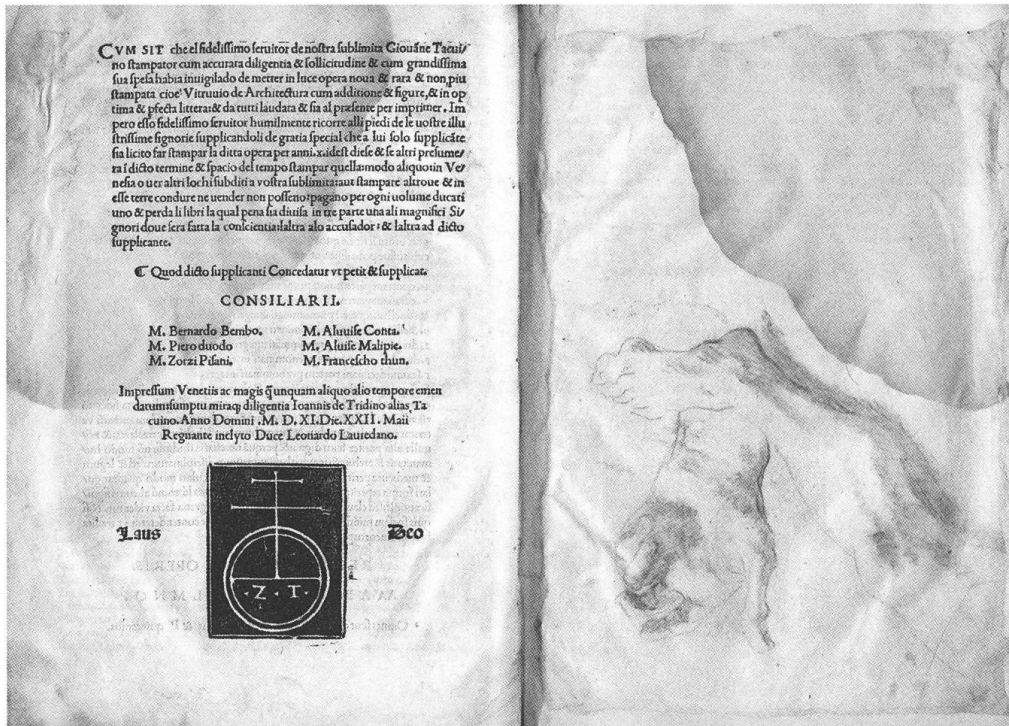 CVM SIT che el fidelissimo seruitor de nostra sublimita Giouãne Tacui/
no stampator cum accurata diligentia & sollicitudine & cum grandissima
sua spesa habia inuigilado de metter in luce opera noua & rara & non piu
stampata cioe' Vitruuio de Architectura cum additione & figure, & in op
tima & pfecta littera: & da tutti laudata & sia al præsente per imprimer. Im
pero esso fidelissimo seruitor humilmente ricorre alli piedi de le uostre illu
strissime signorie supplicandoli de gratia special che a lui solo supplicãte
sia licito far stampar la ditta opera per anni .x. idest diese & se altri presume/
ra ĩ dicto termine & spacio del tempo stampar quella: modo aliquo: in Ve/
nesia o uer altri lochi subditi a vostra sublimita: aut stampare altroue & in
esse terre condure ne uender non posseno: pagano per ogni uolume ducati
uno & perda li libri la qual pena sia diuisa in tre parte una ali magnifici Si/
gnori doue sera fatta la conscientia: laltra alo accusador: & laltra ad dicto
supplicante.
☾ Quod dicto supplicanti Concedatur vt petit & supplicat.
CONSILIARII.
M. Bernardo Bembo. M. Aluuise Conta.
M. Piero duodo M. Aluise Malipie.
M. Zorzi Pisani. M. Francescho thun.
Impressum Venetiis ac magis q̃ unquam aliquo alio tempore emen
datum: sumptu miraq; diligentia Ioannis de Tridino alias Ta
cuino. Anno Domini .M. D. XI. Die. XXII. Maii
Regnante inclyto Duce Leonardo Lauredano.
Laus Deo
Z T